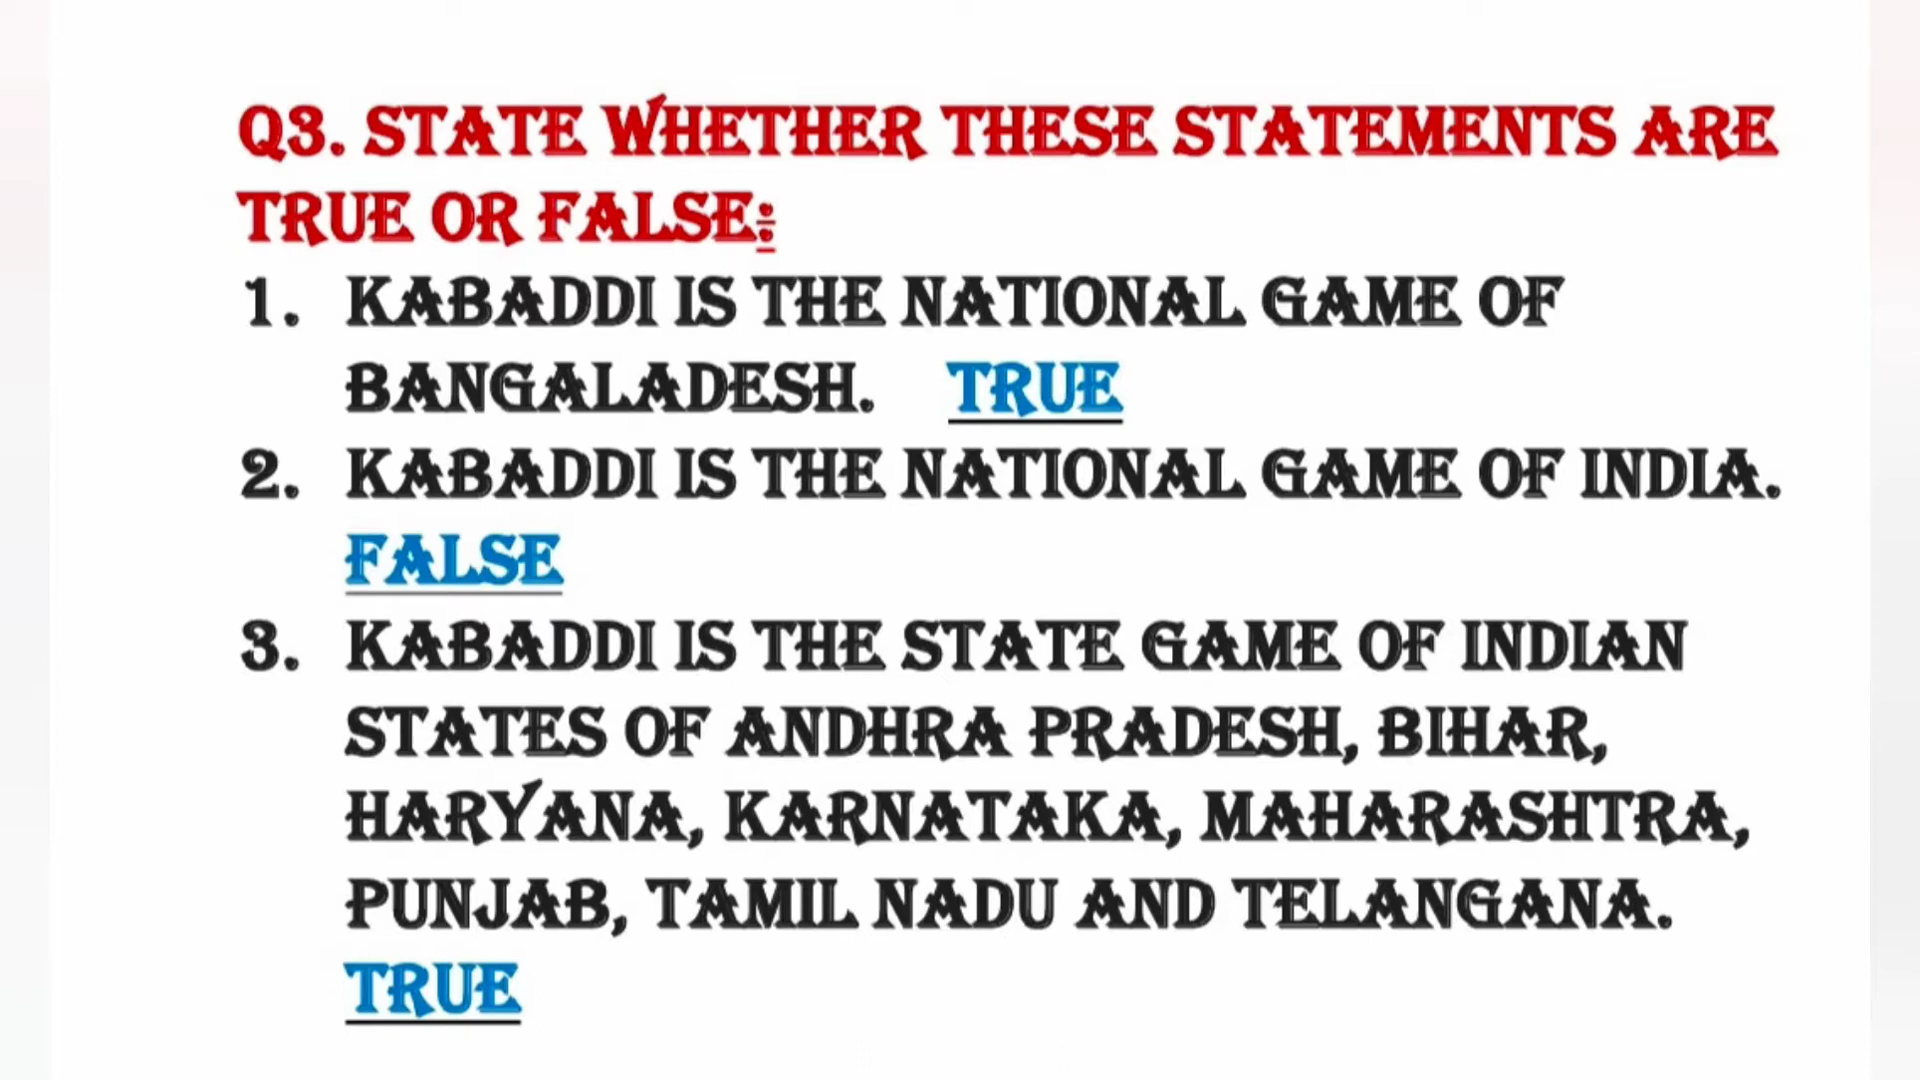 Q3. STATE WHETHER THESE STATEMENTS ARE
TRUE OR FALSE:
1. KABADDI IS THE NATIONAL GAME OF
BANGALADESH. TRUE
2. KABADDI IS THE NATIONAL GAME OF INDIA.
FALSE
3. KABADDI IS THE STATE GAME OF INDIAN
STATES OF ANDHRA PRADESH, BIHAR,
HARYANA, KARNATAKA, MAHARASHTRA,
PUNJAB, TAMIL NADU AND TELANGANA.
TRUE